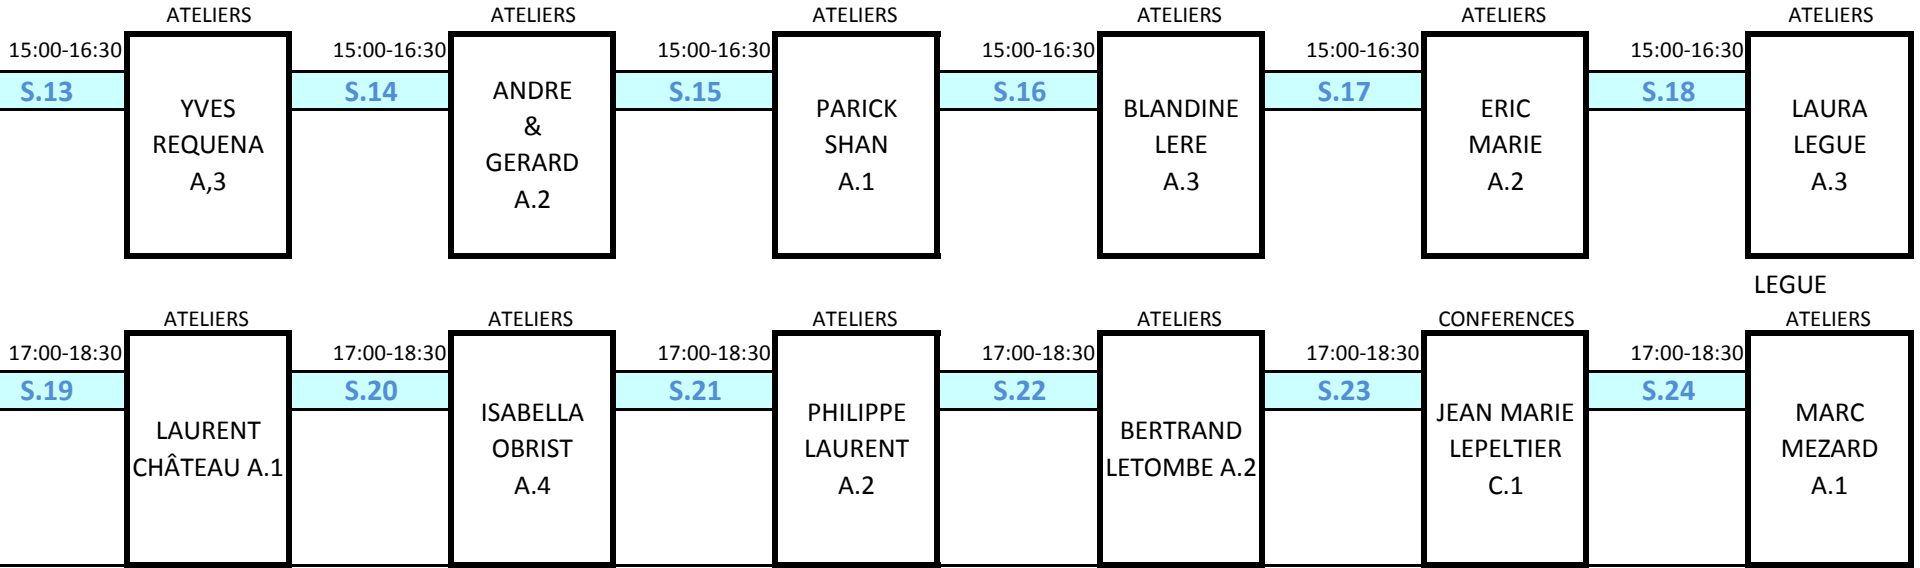 ATELIERS ATELIERS ATELIERS ATELIERS ATELIERS ATELIERS
15:00-16:30 15:00-16:30 15:00-16:30 15:00-16:30 15:00-16:30 15:00-16:30
S.13
YVES
REQUENA
A,3
S.14
ANDRE
&
GERARD
A.2
S.15
PARICK
SHAN
A.1
S.16
BLANDINE
LERE
A.3
S.17
ERIC
MARIE
A.2
S.18
LAURA
LEGUE
A.3
LEGUE
ATELIERS ATELIERS ATELIERS ATELIERS CONFERENCES ATELIERS
17:00-18:30 17:00-18:30 17:00-18:30 17:00-18:30 17:00-18:30 17:00-18:30
S.19
LAURENT
CHÂTEAU A.1
S.20
ISABELLA
OBRIST
A.4
S.21
PHILIPPE
LAURENT
A.2
S.22
BERTRAND
LETOMBE A.2
S.23
JEAN MARIE
LEPELTIER
C.1
S.24
MARC
MEZARD
A.1